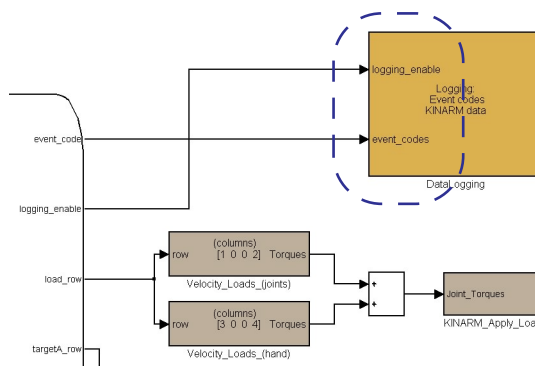 logging_enable
Logging:
Event codes
KINARM data
event_code
event_codes
DataLogging
logging_enable
(columns)
row [1 0 0 2] Torques
load_row
Velocity_Loads_(joints)
+
+
Joint_Torques
(columns)
row [3 0 0 4] Torques
KINARM_Apply_Loa
targetA_row
Velocity_Loads_(hand)